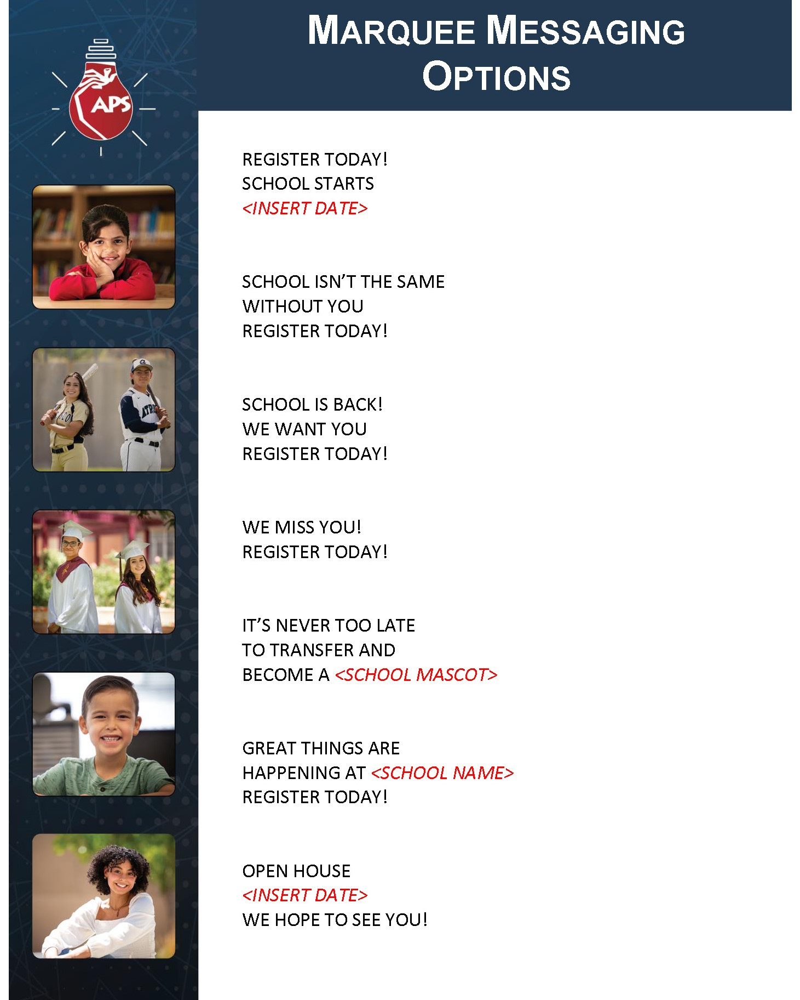 MARQUEE MESSAGING
OPTIONS
APS
REGISTER TODAY!
SCHOOL STARTS
<INSERT DATE>
SCHOOL ISN’T THE SAME
WITHOUT YOU
REGISTER TODAY!
SCHOOL IS BACK!
WE WANT YOU
REGISTER TODAY!
WE MISS YOU!
REGISTER TODAY!
IT’S NEVER TOO LATE
TO TRANSFER AND
BECOME A <SCHOOL MASCOT>
GREAT THINGS ARE
HAPPENING AT <SCHOOL NAME>
REGISTER TODAY!
OPEN HOUSE
<INSERT DATE>
WE HOPE TO SEE YOU!